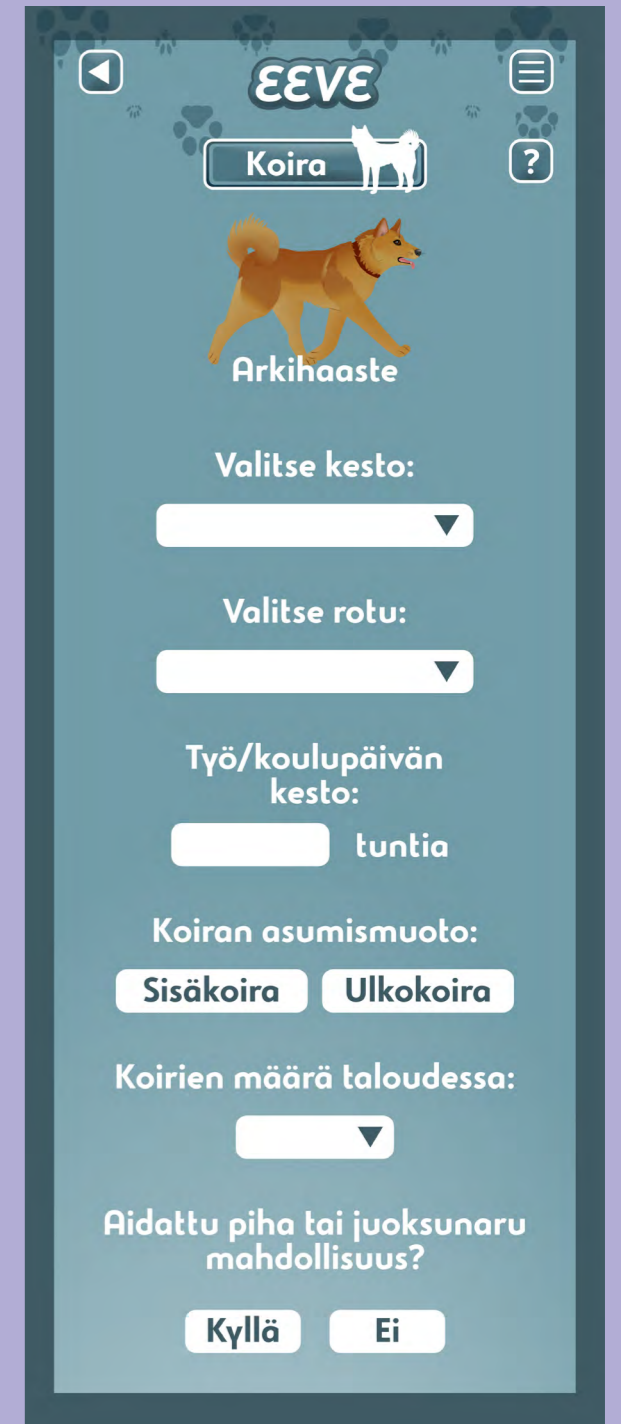 EEVE
Koira
?
Arkihaaste
Valitse kesto:
Valitse rotu:
Työ/koulupäivän
kesto:
tuntia
Koiran asumismuoto:
Sisäkoira Ulkokoira
Koirien määrä taloudessa:
Aidattu piha tai juoksunaru
mahdollisuus?
Kyllä Ei